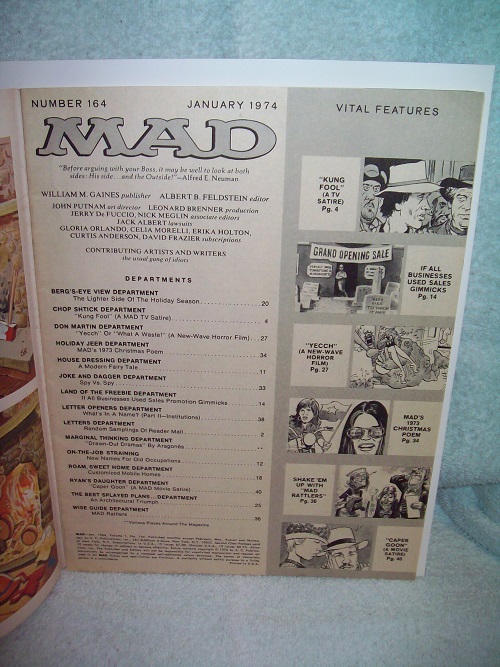 NUMBER 164 JANUARY 1974
MAD
"Before arguing with your Boss, it may be well to look at both
sides: His side...and the Outside!"—Alfred E. Neuman
WILLIAM M. GAINES publisher ALBERT B. FELDSTEIN editor
JOHN PUTNAM art director LEONARD BRENNER production
JERRY DE FUCCIO, NICK MEGLIN associate editors
JACK ALBERT lawsuits
GLORIA ORLANDO, CELIA MORELLI, ERIKA HOLTON,
CURTIS ANDERSON, DAVID FRAZIER subscriptions
CONTRIBUTING ARTISTS AND WRITERS
the usual gang of idiots
DEPARTMENTS
BERG'S-EYE VIEW DEPARTMENT
The Lighter Side Of The Holiday Season 20
CHOP SHTICK DEPARTMENT
"Kung Fool" (A MAD TV Satire) 4
DON MARTIN DEPARTMENT
"Yecch" Or "What A Waste!" (A New-Wave Horror Film) 27
HOLIDAY JEER DEPARTMENT
MAD's 1973 Christmas Poem 34
HOUSE DRESSING DEPARTMENT
A Modern Fairy Tale 11
JOKE AND DAGGER DEPARTMENT
Spy Vs. Spy 33
LAND OF THE FREEBIE DEPARTMENT
If All Businesses Used Sales Promotion Gimmicks 14
LETTER OPENERS DEPARTMENT
What's In A Name? (Part II—Institutions) 38
LETTERS DEPARTMENT
Random Samplings Of Reader Mail 2
MARGINAL THINKING DEPARTMENT
"Drawn-Out Dramas" By Aragonés **
ON-THE-JOB STRAINING
New Names For Old Occupations 12
ROAM, SWEET HOME DEPARTMENT
Customized Mobile Homes 18
RYAN'S DAUGHTER DEPARTMENT
"Caper Goon" (A MAD Movie Satire) 40
THE BEST SPLAYED PLANS...DEPARTMENT
An Architectural Triumph 25
WISE GUIDE DEPARTMENT
MAD Rattlers 36
**Various Places Around The Magazine
VITAL FEATURES
"KUNG
FOOL"
(A TV
SATIRE)
Pg. 4
GRAND OPENING SALE
IF ALL
BUSINESSES
USED SALES
GIMMICKS
Pg. 14
"YECCH"
(A NEW-WAVE
HORROR
FILM)
Pg. 27
MAD'S
1973
CHRISTMAS
POEM
Pg. 34
SHAKE 'EM
UP WITH
"MAD
RATTLERS"
Pg. 36
"CAPER
GOON"
(A MOVIE
SATIRE)
Pg. 40